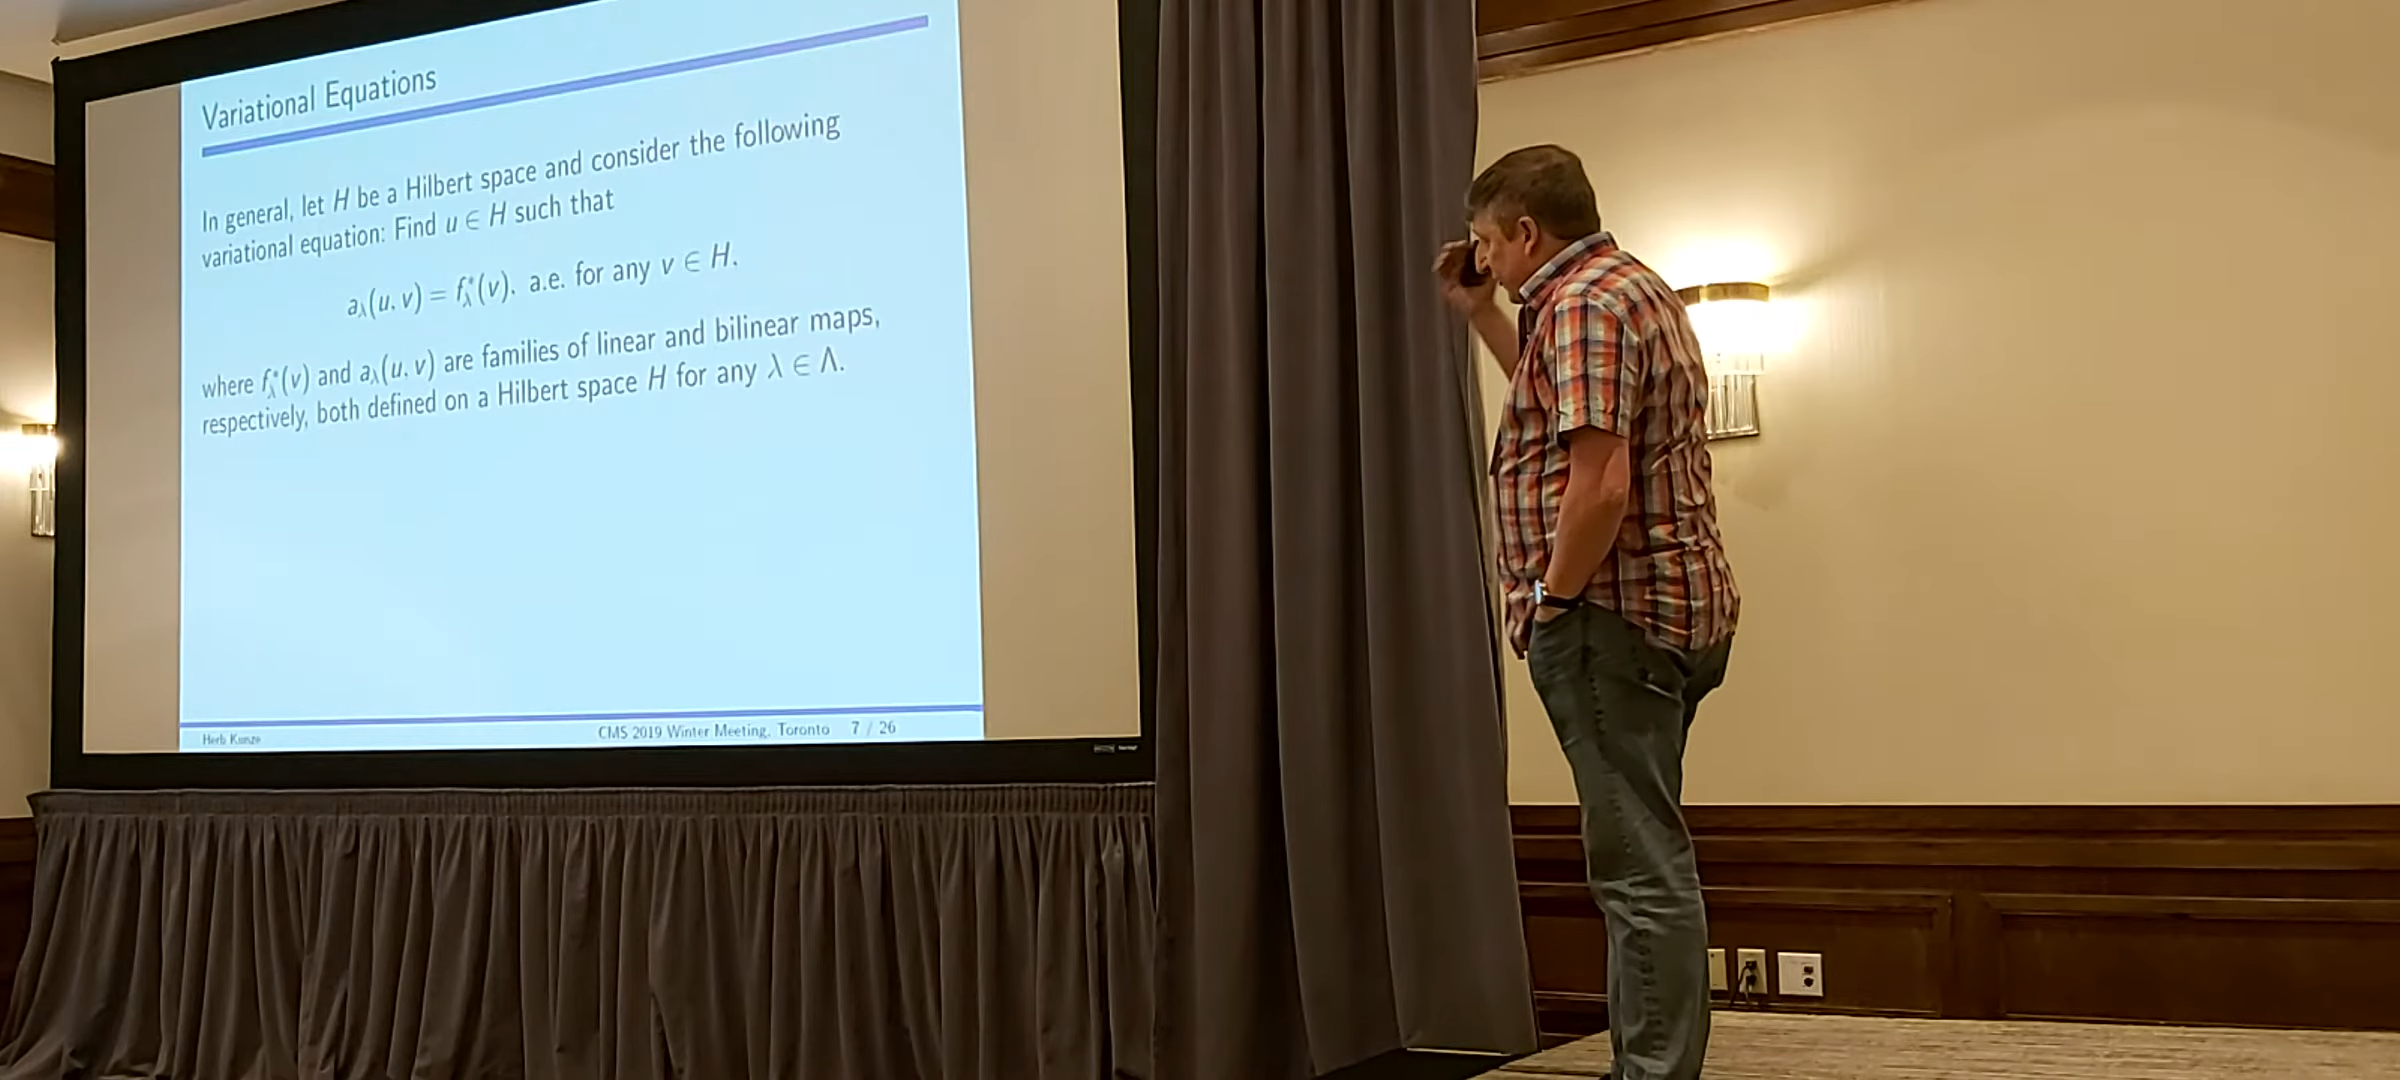 Variational Equations
In general, let H be a Hilbert space and consider the following
variational equation: Find u ∈ H such that
a_λ(u, v) = f*_λ(v), a.e. for any v ∈ H,
where f*_λ(v) and a_λ(u, v) are families of linear and bilinear maps,
respectively, both defined on a Hilbert space H for any λ ∈ Λ.
Herb Kunze CMS 2019 Winter Meeting, Toronto 7 / 26